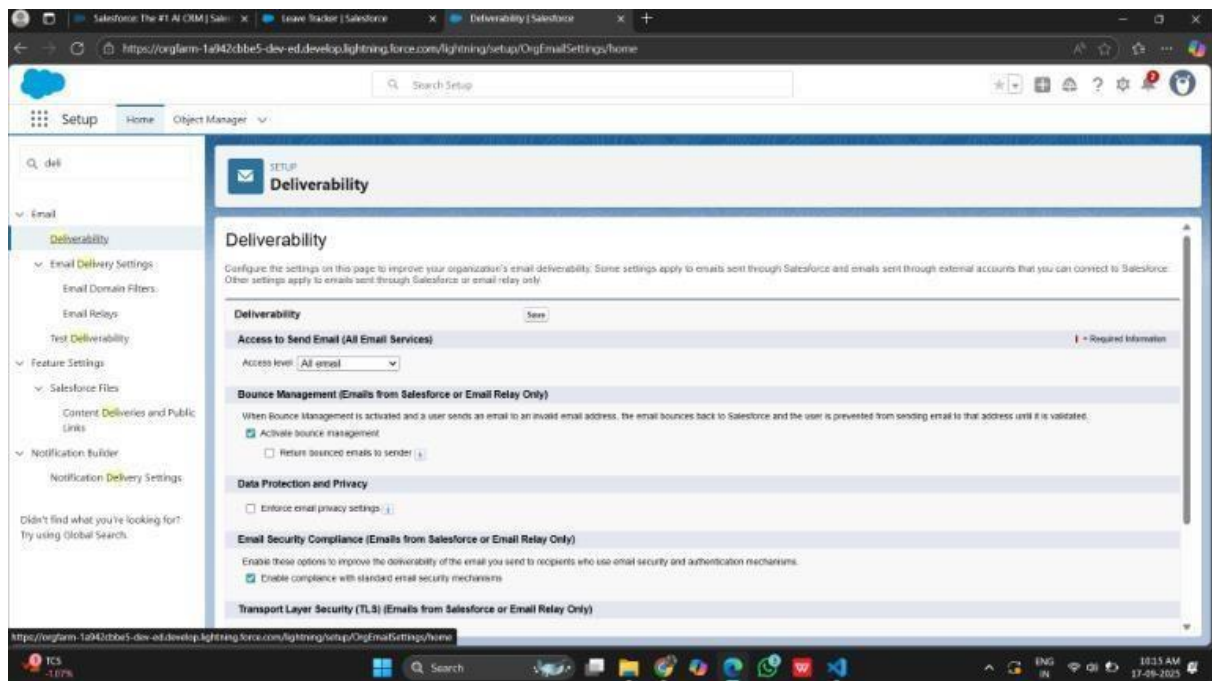 Salesforce: The #1 AI CRM | Sale
Leave Tracker | Salesforce
Deliverability | Salesforce
https://orgfarm-1a942cbbe5-dev-ed.develop.lightning.force.com/lightning/setup/OrgEmailSettings/home
Search Setup
Setup
Home
Object Manager
deli
Email
Deliverability
Email Delivery Settings
Email Domain Filters
Email Relays
Test Deliverability
Feature Settings
Salesforce Files
Content Deliveries and Public
Links
Notification Builder
Notification Delivery Settings
Didn't find what you're looking for?
Try using Global Search.
SETUP
Deliverability
Deliverability
Configure the settings on this page to improve your organization's email deliverability. Some settings apply to emails sent through Salesforce and emails sent through external accounts that you can connect to Salesforce.
Other settings apply to emails sent through Salesforce or email relay only.
Deliverability
Save
Access to Send Email (All Email Services)
= Required Information
Access level All email
Bounce Management (Emails from Salesforce or Email Relay Only)
When Bounce Management is activated and a user sends an email to an invalid email address, the email bounces back to Salesforce and the user is prevented from sending email to that address until it is validated.
Activate bounce management
Return bounced emails to sender i
Data Protection and Privacy
Enforce email privacy settings i
Email Security Compliance (Emails from Salesforce or Email Relay Only)
Enable these options to improve the deliverability of the email you send to recipients who use email security and authentication mechanisms.
Enable compliance with standard email security mechanisms
Transport Layer Security (TLS) (Emails from Salesforce or Email Relay Only)
https://orgfarm-1a942cbbe5-dev-ed.develop.lightning.force.com/lightning/setup/OrgEmailSettings/home
TCS
-1.07%
Search
ENG
IN
10:15 AM
17-09-2025